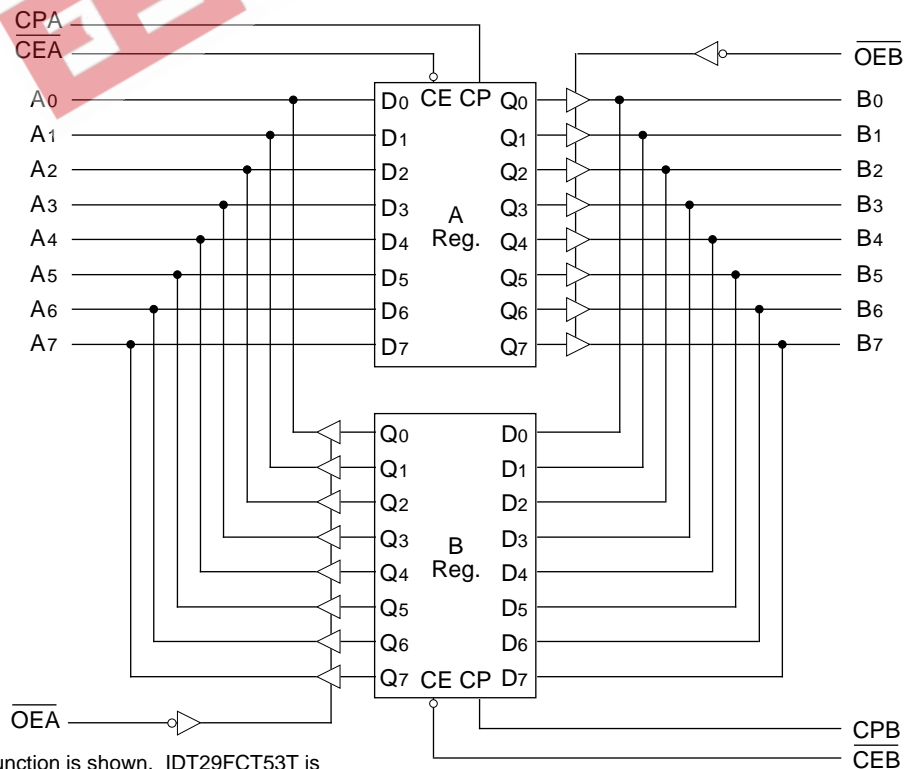 CPA
CEA
OEB
A0 D0 CE CP Q0 B0
A1 D1 Q1 B1
A2 D2 Q2 B2
A3 D3 A Q3 B3
A4 D4 Reg. Q4 B4
A5 D5 Q5 B5
A6 D6 Q6 B6
A7 D7 Q7 B7
Q0 D0
Q1 D1
Q2 D2
Q3 B D3
Q4 Reg. D4
Q5 D5
Q6 D6
Q7 CE CP D7
OEA
CPB
CEB
unction is shown. IDT29FCT53T is